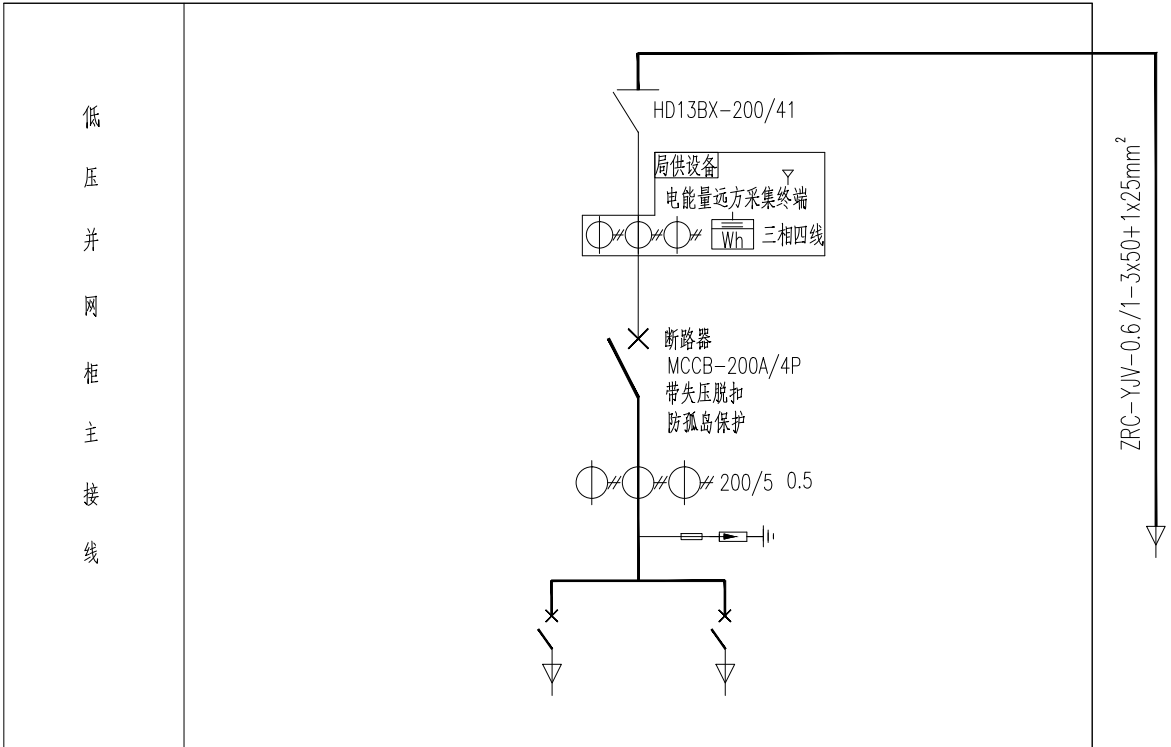 低
压
并
网
柜
主
接
线
HD13BX-200/41
局供设备
电能量远方采集终端
Wh 三相四线
断路器
MCCB-200A/4P
带失压脱扣
防孤岛保护
200/5 0.5
ZRC-YJV-0.6/1-3x50+1x25mm²